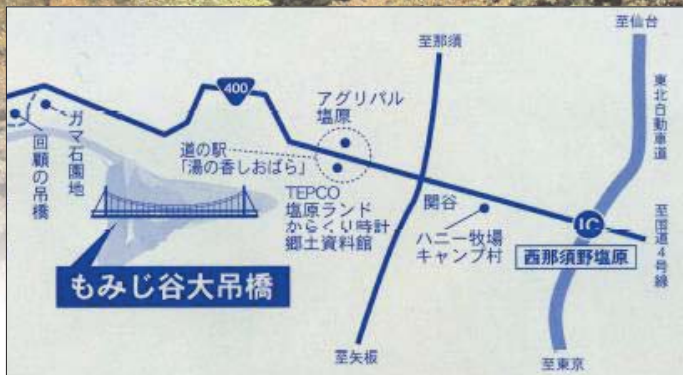 至仙台
至那須
400
東北自動車道
アグリパル
塩原
ガマ石園地
回顧の吊橋
道の駅
「湯の香しおばら」
TEPCO
塩原ランド
からくり時計
郷土資料館
関谷
ハニー牧場
キャンプ村
IC
西那須野塩原
至国道4号線
もみじ谷大吊橋
至矢板
至東京